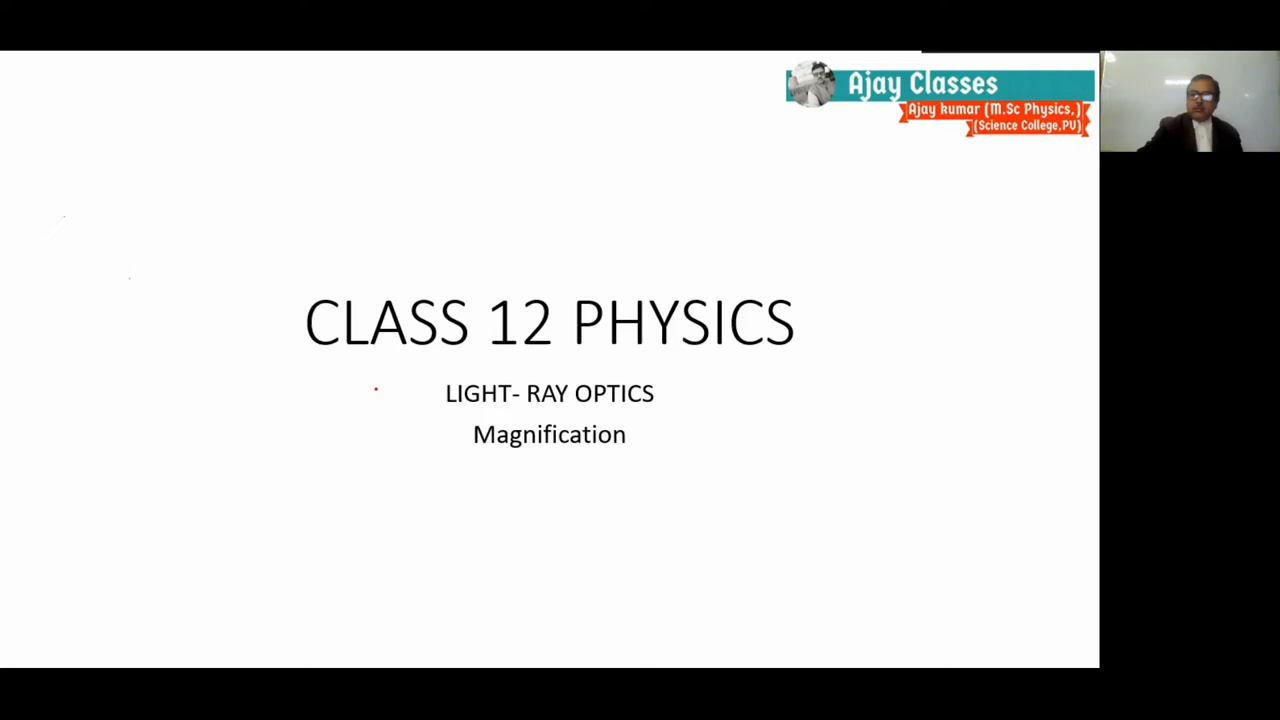 Ajay Classes
Ajay kumar (M.Sc Physics,)
(Science College,PU)
CLASS 12 PHYSICS
LIGHT- RAY OPTICS
Magnification